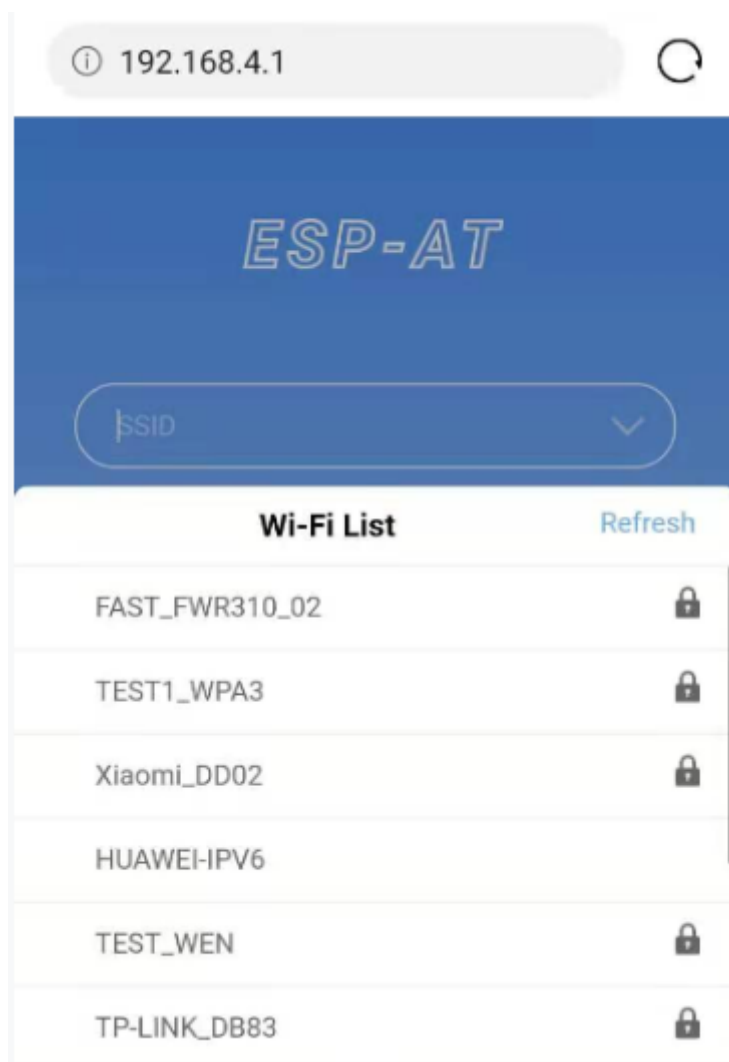 192.168.4.1
ESP-AT
SSID
Wi-Fi List
Refresh
FAST_FWR310_02
TEST1_WPA3
Xiaomi_DD02
HUAWEI-IPV6
TEST_WEN
TP-LINK_DB83